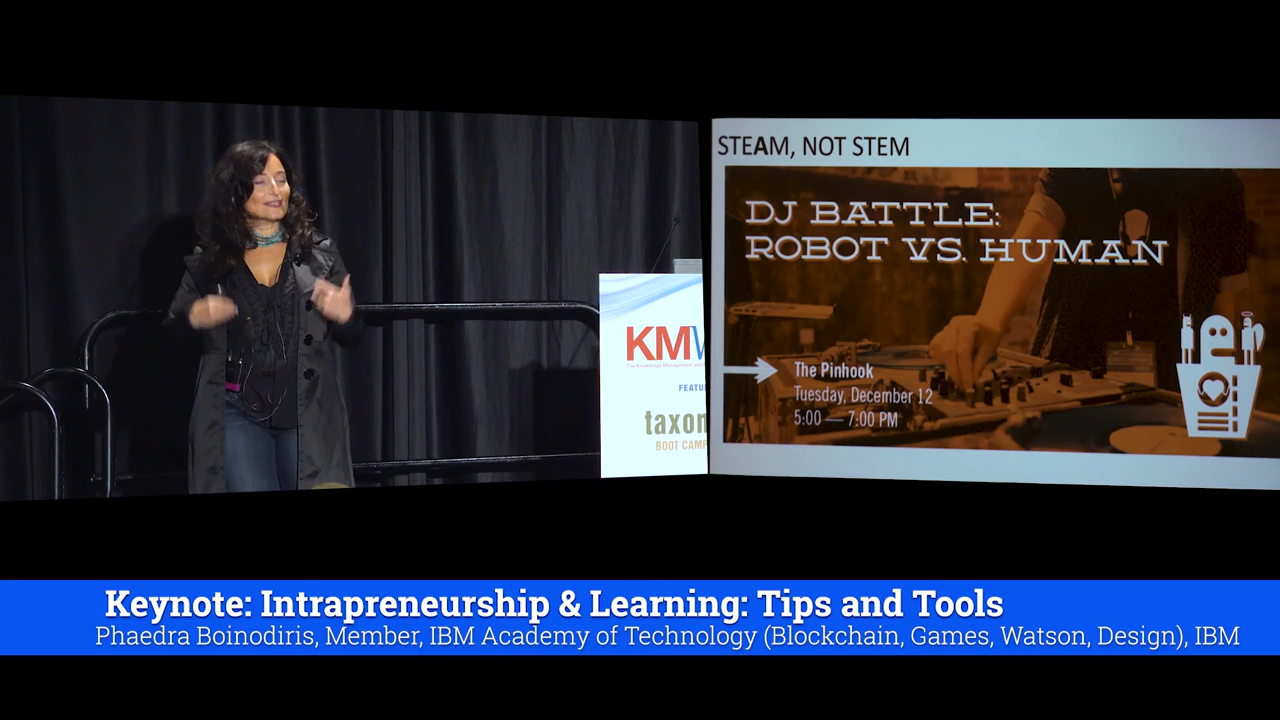 STEAM, NOT STEM
DJ BATTLE:
ROBOT VS. HUMAN
The Pinhook
Tuesday, December 12
5:00 — 7:00 PM
KMW
FEATU
taxon
BOOT CAMP
Keynote: Intrapreneurship & Learning: Tips and Tools
Phaedra Boinodiris, Member, IBM Academy of Technology (Blockchain, Games, Watson, Design), IBM